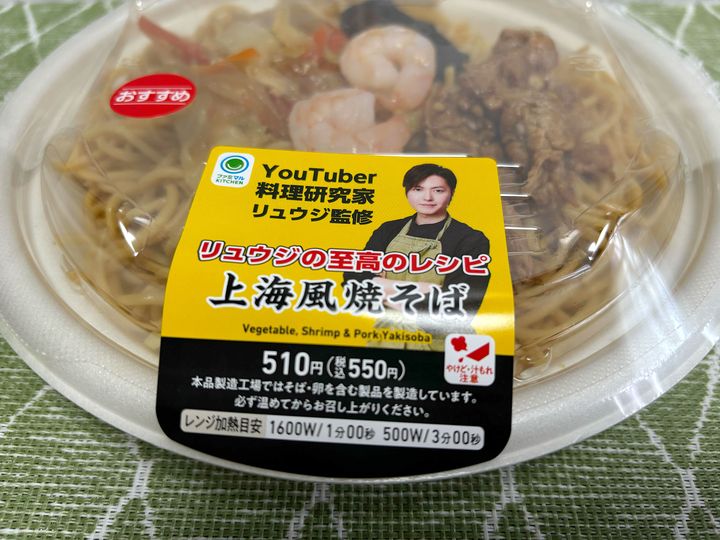 おすすめ
ファミマル
KITCHEN
YouTuber
料理研究家
リュウジ監修
リュウジの至高のレシピ
上海風焼そば
Vegetable, Shrimp & Pork Yakisoba
510円(税込550円)
やけど・汁もれ
注意
本品製造工場ではそば・卵を含む製品を製造しています。
必ず温めてからお召し上がりください。
レンジ加熱目安 1600W/1分00秒 500W/3分00秒